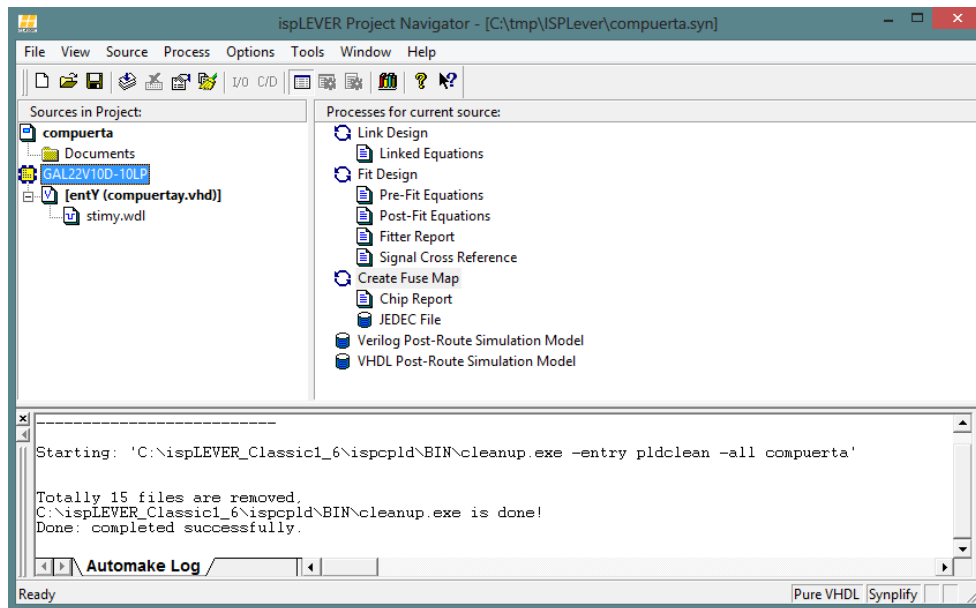 ispLEVER Project Navigator - [C:\tmp\ISPLever\compuerta.syn]
File View Source Process Options Tools Window Help
I/O C/D
Sources in Project:
compuerta
Documents
GAL22V10D-10LP
[entY (compuertay.vhd)]
stimy.wdl
Processes for current source:
Link Design
Linked Equations
Fit Design
Pre-Fit Equations
Post-Fit Equations
Fitter Report
Signal Cross Reference
Create Fuse Map
Chip Report
JEDEC File
Verilog Post-Route Simulation Model
VHDL Post-Route Simulation Model
--------------------------
Starting: 'C:\ispLEVER_Classic1_6\ispcpld\BIN\cleanup.exe -entry pldclean -all compuerta'
Totally 15 files are removed,
C:\ispLEVER_Classic1_6\ispcpld\BIN\cleanup.exe is done!
Done: completed successfully.
Automake Log
Ready
Pure VHDL Synplify